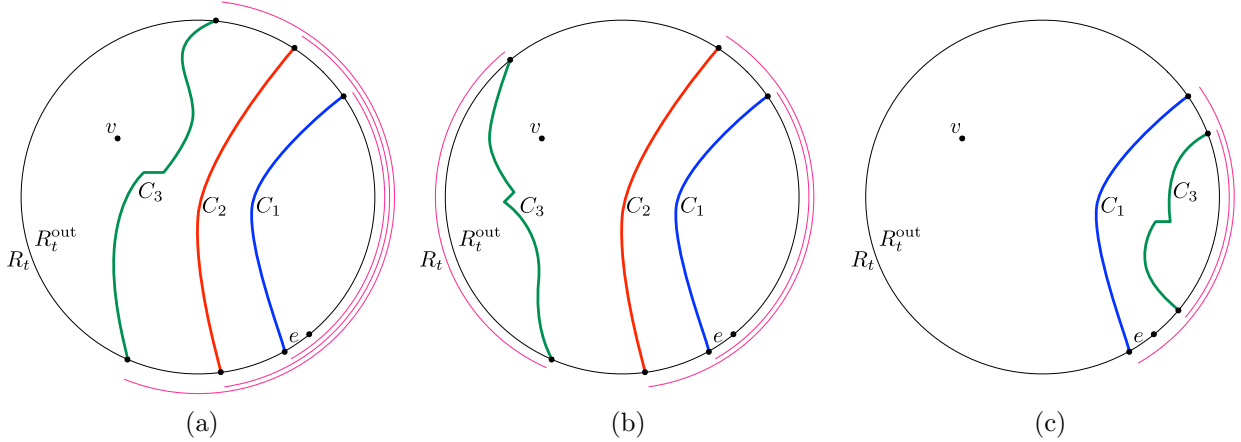 v
C₃
C₂
C₁
R_t^out
R_t
e
(a)
v
C₃
C₂
C₁
R_t^out
R_t
e
(b)
v
C₁
C₃
R_t^out
R_t
e
(c)